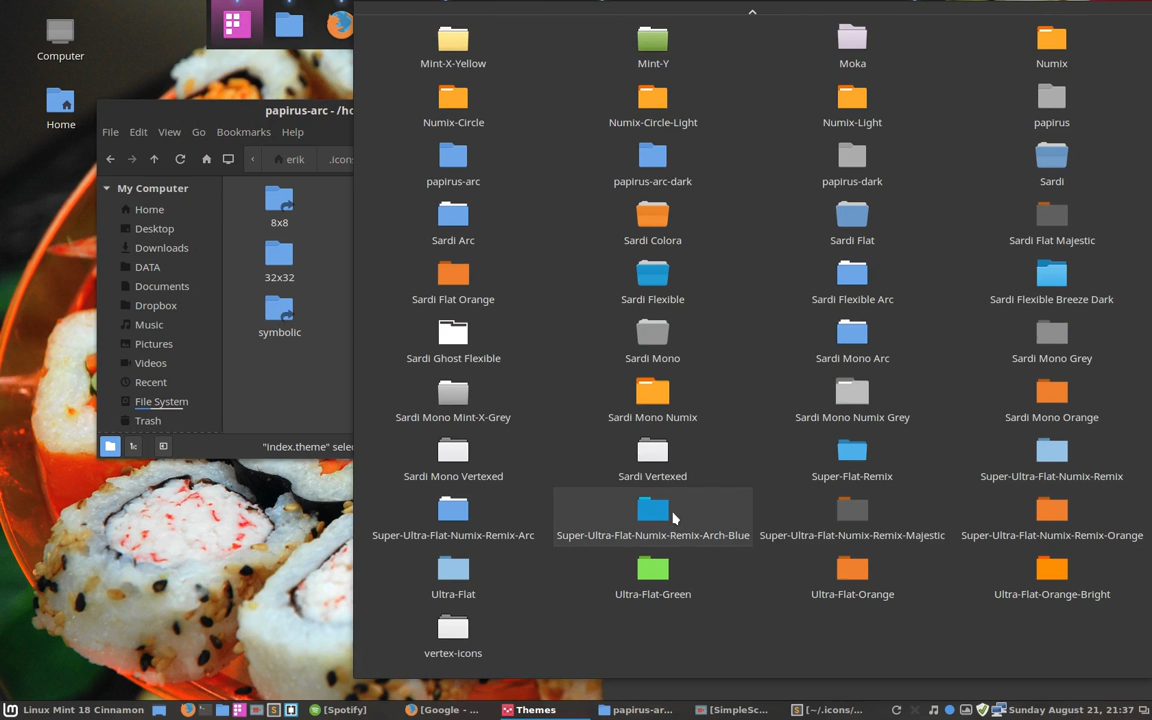 Computer
Home
papirus-arc - /ho
File Edit View Go Bookmarks Help
erik .icons
My Computer
Home
Desktop
Downloads
DATA
Documents
Dropbox
Music
Pictures
Videos
Recent
File System
Trash
8x8
32x32
symbolic
"index.theme" selec
Mint-X-Yellow Mint-Y Moka Numix
Numix-Circle Numix-Circle-Light Numix-Light papirus
papirus-arc papirus-arc-dark papirus-dark Sardi
Sardi Arc Sardi Colora Sardi Flat Sardi Flat Majestic
Sardi Flat Orange Sardi Flexible Sardi Flexible Arc Sardi Flexible Breeze Dark
Sardi Ghost Flexible Sardi Mono Sardi Mono Arc Sardi Mono Grey
Sardi Mono Mint-X-Grey Sardi Mono Numix Sardi Mono Numix Grey Sardi Mono Orange
Sardi Mono Vertexed Sardi Vertexed Super-Flat-Remix Super-Ultra-Flat-Numix-Remix
Super-Ultra-Flat-Numix-Remix-Arc Super-Ultra-Flat-Numix-Remix-Arch-Blue Super-Ultra-Flat-Numix-Remix-Majestic Super-Ultra-Flat-Numix-Remix-Orange
Ultra-Flat Ultra-Flat-Green Ultra-Flat-Orange Ultra-Flat-Orange-Bright
vertex-icons
Linux Mint 18 Cinnamon [Spotify] [Google - ... Themes papirus-ar... [SimpleSc... [~/.icons/... Sunday August 21, 21:37